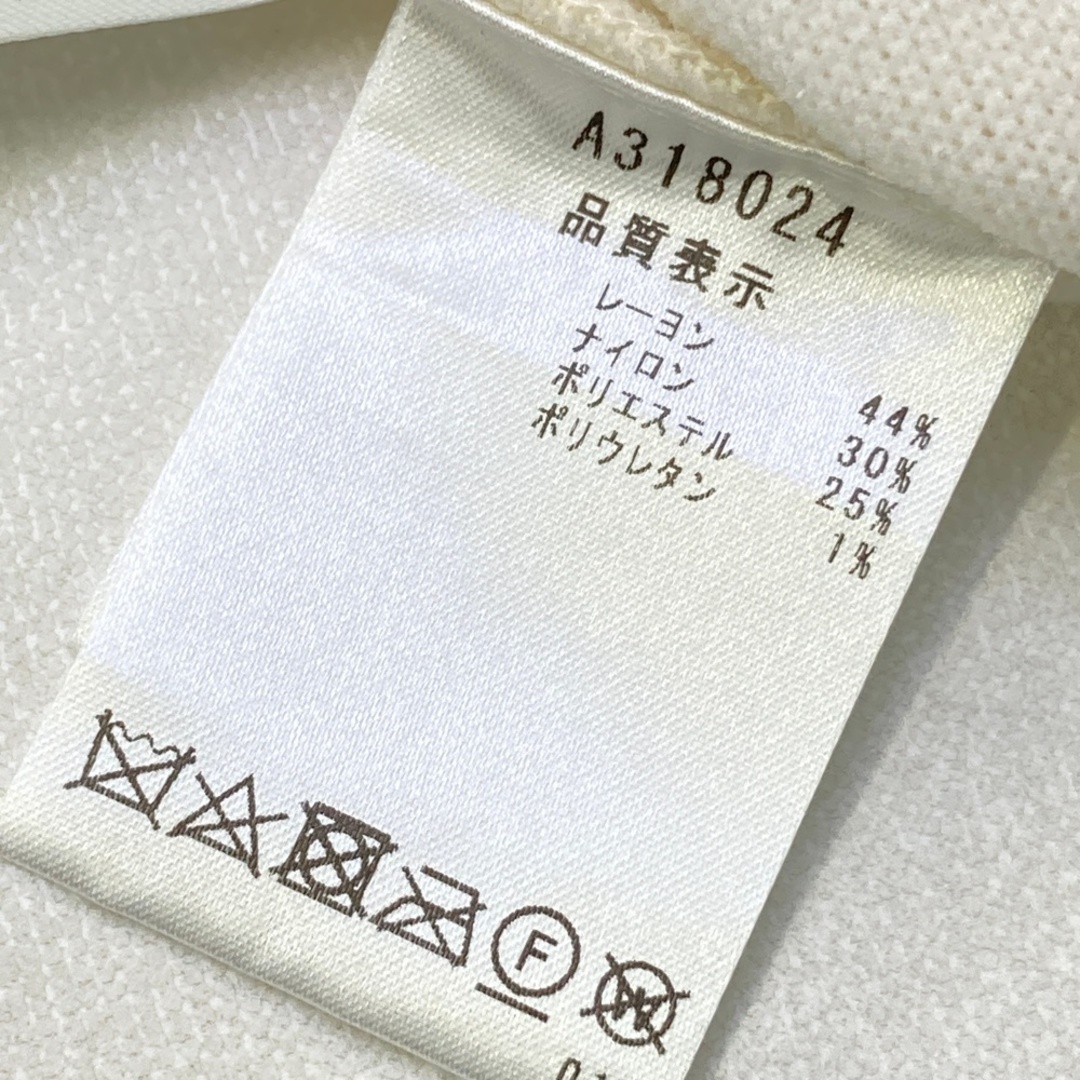 A318024
品質表示
レーヨン 44%
ナイロン 30%
ポリエステル 25%
ポリウレタン 1%
F
W